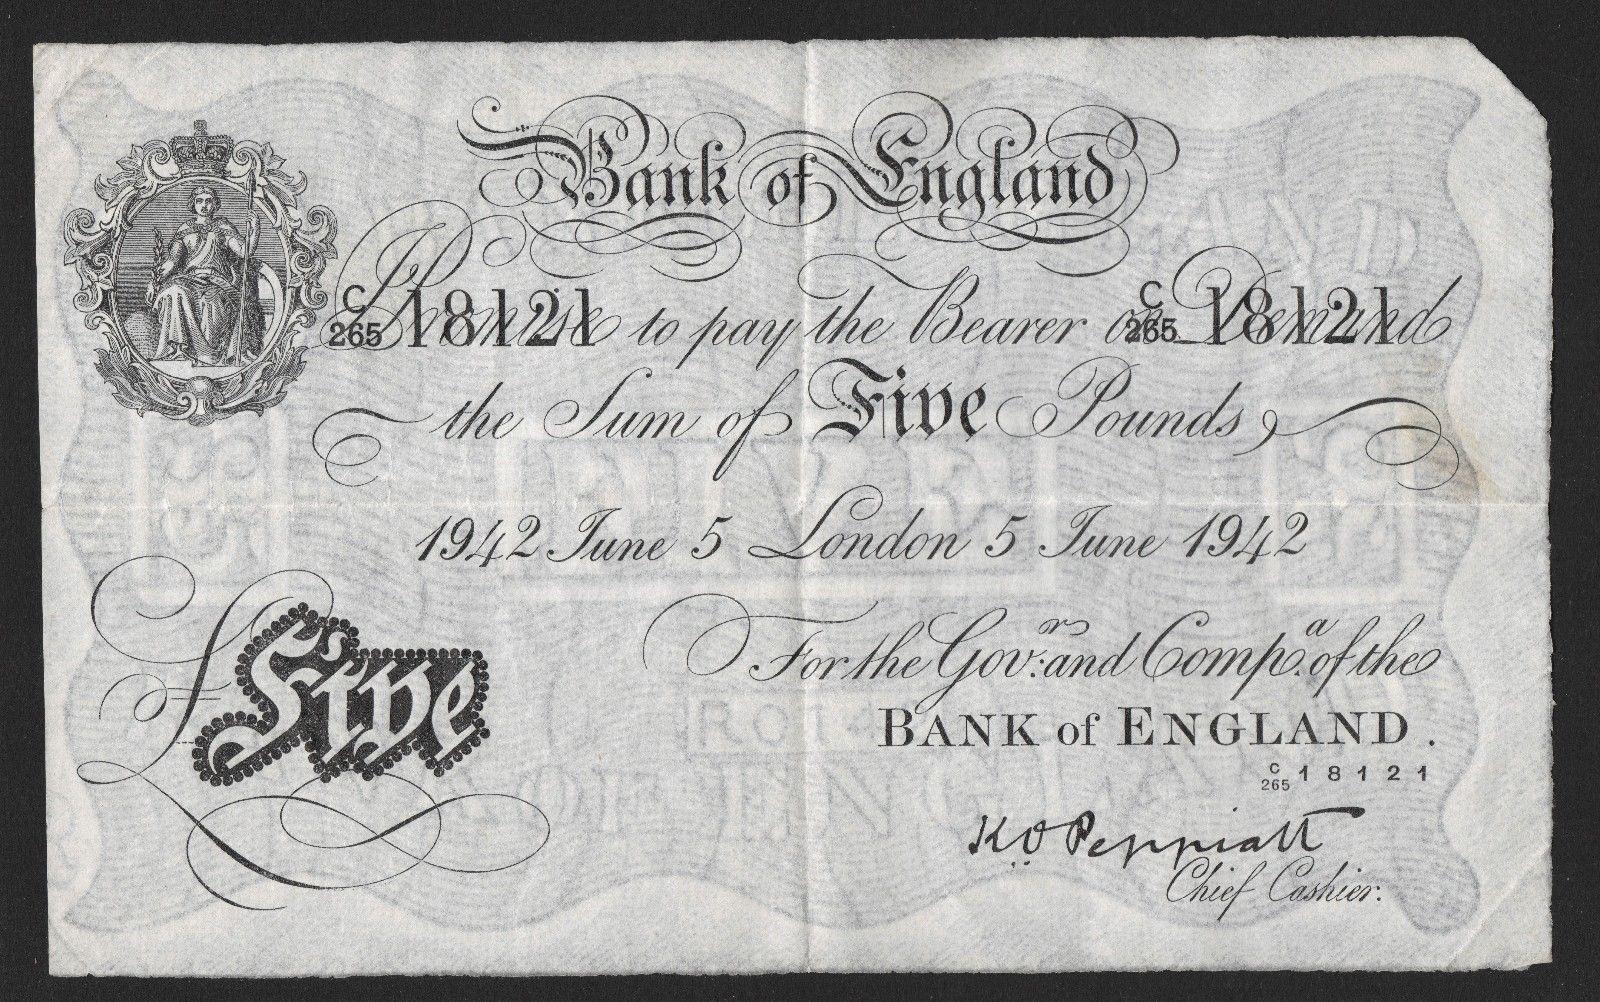 Bank of England
C/265 18121 C/265 18121
I Promise to pay the Bearer on Demand
the Sum of Five Pounds
1942 June 5 London 5 June 1942
For the Govr: and Compa. of the
BANK of ENGLAND.
C/265 18121
£Five
K.O. Peppiatt
Chief Cashier.